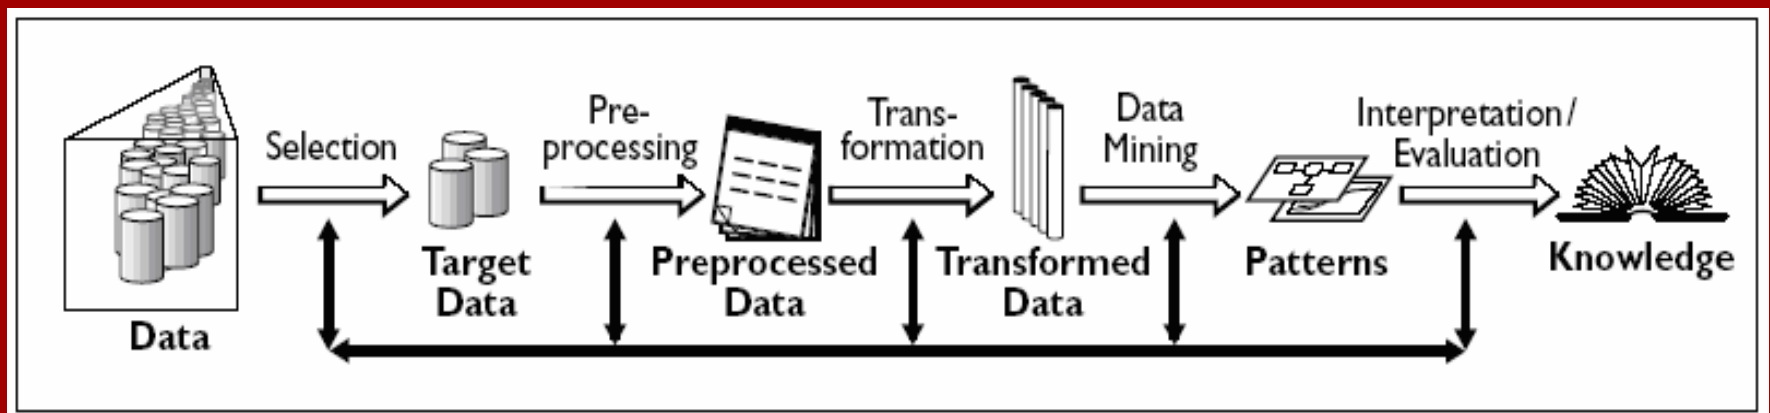 Data
Selection
Target
Data
Pre-
processing
Preprocessed
Data
Trans-
formation
Transformed
Data
Data
Mining
Patterns
Interpretation/
Evaluation
Knowledge